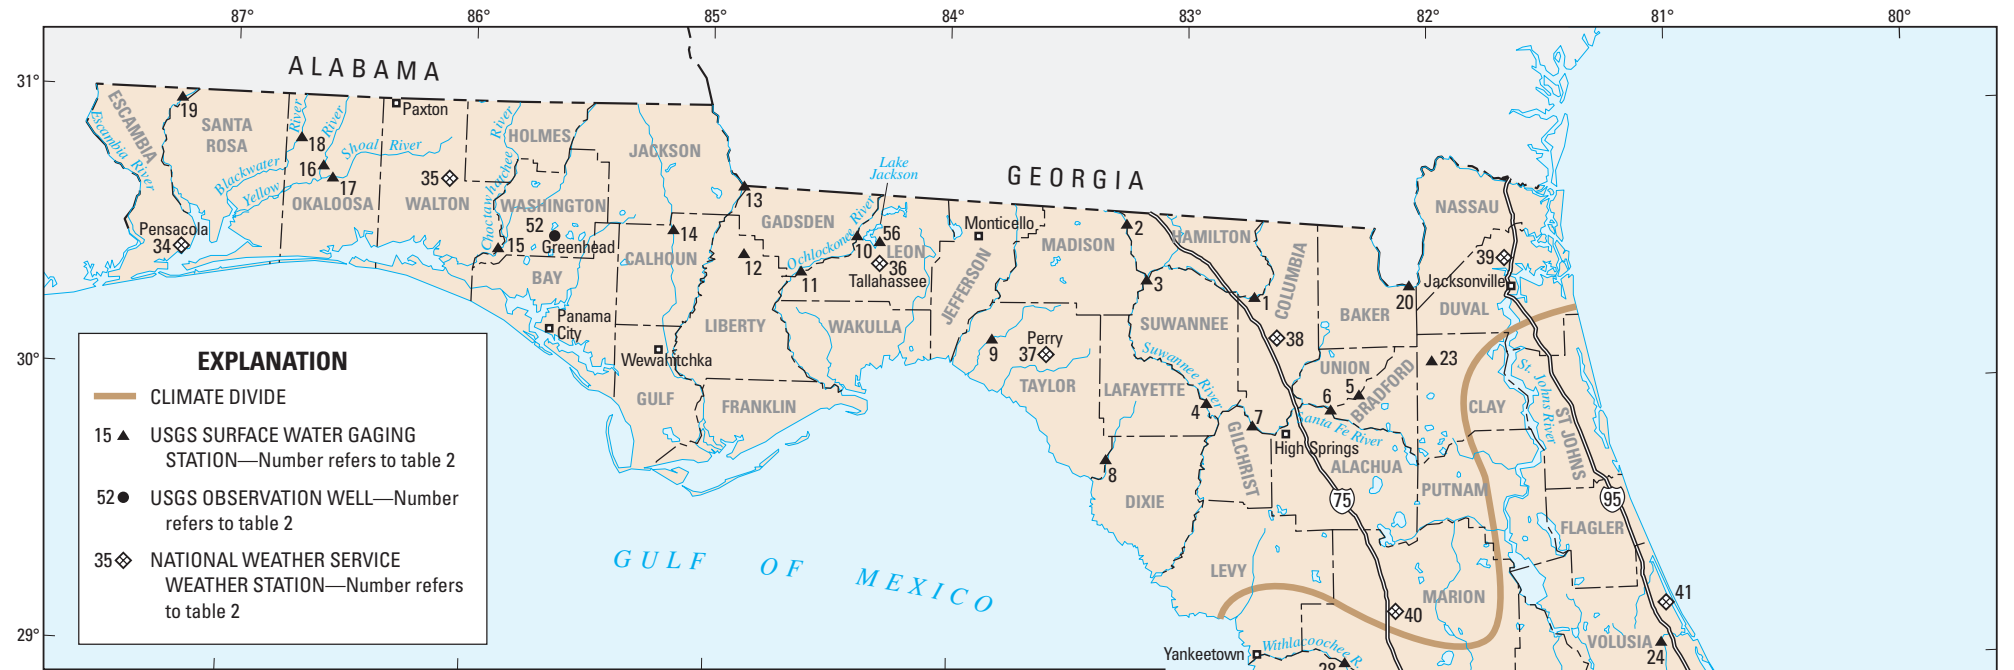 87°
86°
85°
84°
83°
82°
81°
80°
31°
30°
29°
ALABAMA
GEORGIA
GULF OF MEXICO
ESCAMBIA
Escambia River
19
SANTA
ROSA
Pensacola
34
Blackwater
River
Yellow
River
18
16
17
Shoal River
OKALOOSA
Paxton
35
WALTON
Choctawhatchee
River
HOLMES
WASHINGTON
52
Greenhead
15
BAY
Panama
City
JACKSON
14
CALHOUN
Wewahitchka
GULF
13
GADSDEN
12
LIBERTY
FRANKLIN
Ochlockonee
River
11
10
Lake
Jackson
56
LEON
36
Tallahassee
WAKULLA
Monticello
JEFFERSON
MADISON
9
Perry
37
TAYLOR
2
HAMILTON
3
1
SUWANNEE
Suwannee River
LAFAYETTE
4
7
8
DIXIE
GILCHRIST
COLUMBIA
38
BAKER
20
UNION
5
6
BRADFORD
Santa Fe River
High Springs
ALACHUA
75
LEVY
NASSAU
39
Jacksonville
DUVAL
23
CLAY
St. Johns River
ST JOHNS
PUTNAM
95
FLAGLER
MARION
40
41
VOLUSIA
24
Yankeetown
Withlacoochee R.
28
EXPLANATION
CLIMATE DIVIDE
15 USGS SURFACE WATER GAGING
STATION—Number refers to table 2
52 USGS OBSERVATION WELL—Number
refers to table 2
35 NATIONAL WEATHER SERVICE
WEATHER STATION—Number refers
to table 2